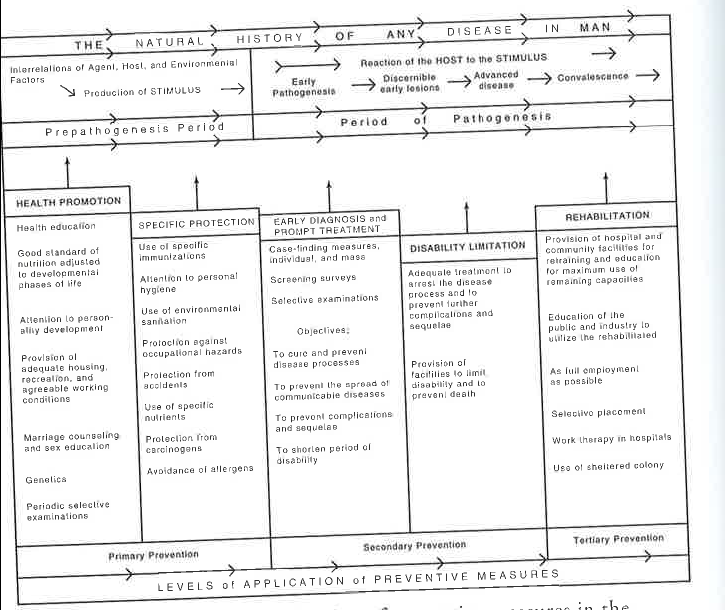 THE NATURAL HISTORY OF ANY DISEASE IN MAN
Interrelations of Agent, Host, and Environmental
Factors
Production of STIMULUS
Reaction of the HOST to the STIMULUS
Early
Pathogenesis
Discernible
early lesions
Advanced
disease
Convalescence
Prepathogenesis Period
Period of Pathogenesis
HEALTH PROMOTION
Health education
Good standard of
nutrition adjusted
to developmental
phases of life
Attention to person-
ality development
Provision of
adequate housing,
recreation, and
agreeable working
conditions
Marriage counseling
and sex education
Genetics
Periodic selective
examinations
SPECIFIC PROTECTION
Use of specific
immunizations
Attention to personal
hygiene
Use of environmental
sanitation
Protection against
occupational hazards
Protection from
accidents
Use of specific
nutrients
Protection from
carcinogens
Avoidance of allergens
EARLY DIAGNOSIS and
PROMPT TREATMENT
Case-finding measures,
individual, and mass
Screening surveys
Selective examinations
Objectives:
To cure and prevent
disease processes
To prevent the spread of
communicable diseases
To prevent complications
and sequelae
To shorten period of
disability
DISABILITY LIMITATION
Adequate treatment to
arrest the disease
process and to
prevent further
complications and
sequelae
Provision of
facilities to limit
disability and to
prevent death
REHABILITATION
Provision of hospital and
community facilities for
retraining and education
for maximum use of
remaining capacities
Education of the
public and industry to
utilize the rehabilitated
As full employment
as possible
Selective placement
Work therapy in hospitals
Use of sheltered colony
Primary Prevention
Secondary Prevention
Tertiary Prevention
LEVELS of APPLICATION of PREVENTIVE MEASURES
in the